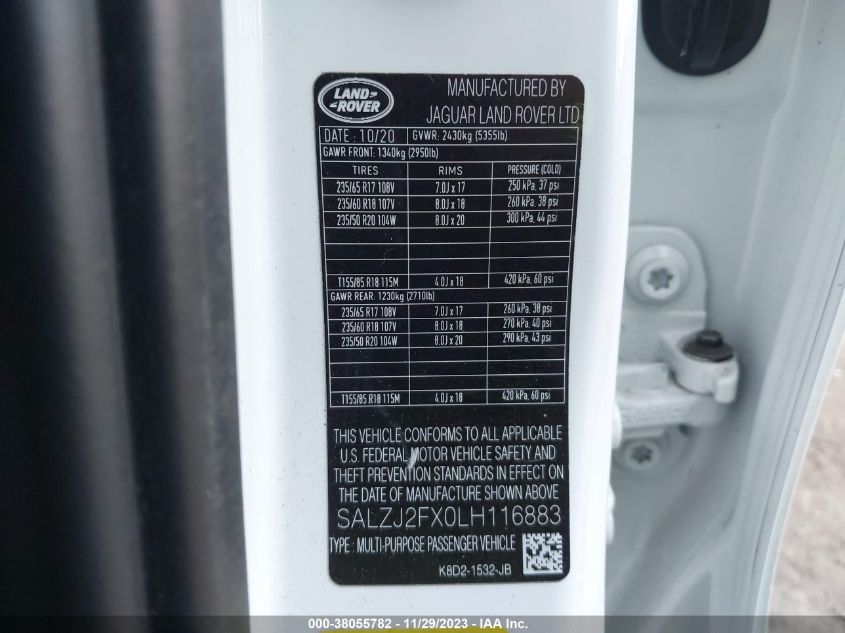 LAND
ROVER
MANUFACTURED BY
JAGUAR LAND ROVER LTD
DATE : 10/20 GVWR: 2430kg (5355lb)
GAWR FRONT: 1340kg (2950lb)
TIRES RIMS PRESSURE (COLD)
235/65 R17 108V 7.0J x 17 250 kPa, 37 psi
235/60 R18 107V 8.0J x 18 260 kPa, 38 psi
235/50 R20 104W 8.0J x 20 300 kPa, 44 psi
T155/85 R18 115M 4.0J x 18 420 kPa, 60 psi
GAWR REAR: 1230kg (2710lb)
235/65 R17 108V 7.0J x 17 260 kPa, 38 psi
235/60 R18 107V 8.0J x 18 270 kPa, 40 psi
235/50 R20 104W 8.0J x 20 290 kPa, 43 psi
T155/85 R18 115M 4.0J x 18 420 kPa, 60 psi
THIS VEHICLE CONFORMS TO ALL APPLICABLE
U.S. FEDERAL MOTOR VEHICLE SAFETY AND
THEFT PREVENTION STANDARDS IN EFFECT ON
THE DATE OF MANUFACTURE SHOWN ABOVE
SALZJ2FX0LH116883
TYPE : MULTI-PURPOSE PASSENGER VEHICLE
K8D2-1532-JB
000-38055782 - 11/29/2023 - IAA Inc.